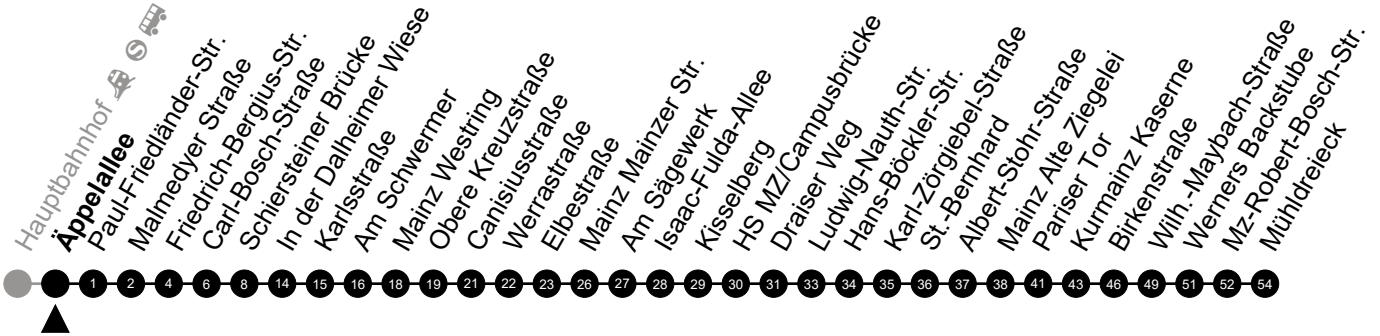 Hauptbahnhof S
Äppelallee
Paul-Friedländer-Str.
Malmedyer Straße
Friedrich-Bergius-Str.
Carl-Bosch-Straße
Schiersteiner Brücke
In der Dalheimer Wiese
Karlsstraße
Am Schwermer
Mainz Westring
Obere Kreuzstraße
Canisiusstraße
Werrastraße
Elbestraße
Mainz Mainzer Str.
Am Sägewerk
Isaac-Fulda-Allee
Kisselberg
HS MZ/Campusbrücke
Draiser Weg
Ludwig-Nauth-Str.
Hans-Böckler-Str.
Karl-Zörgiebel-Straße
St.-Bernhard
Albert-Stohr-Straße
Mainz Alte Ziegelei
Pariser Tor
Kurmainz Kaserne
Birkenstraße
Wilh.-Maybach-Straße
Werners Backstube
Mz-Robert-Bosch-Str.
Mühldreieck
1 2 4 6 8 14 15 16 18 19 21 22 23 26 27 28 29 30 31 33 34 35 36 37 38 41 43 46 49 51 52 54